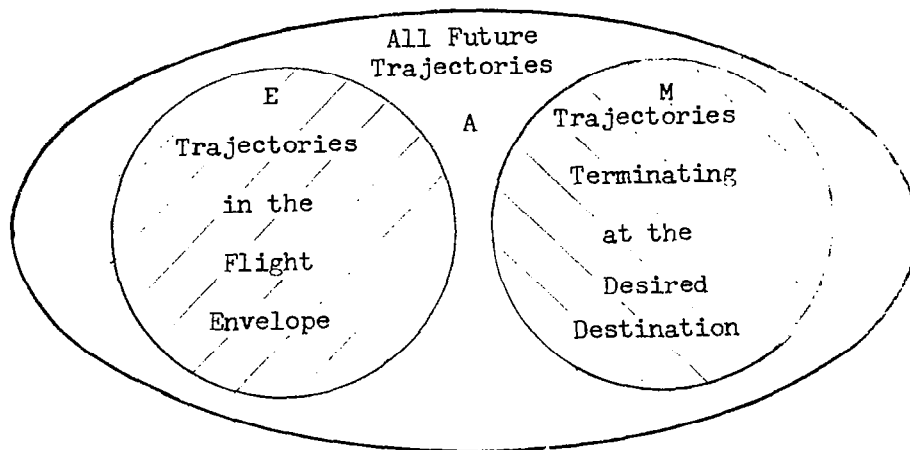 All Future
Trajectories
A
E
Trajectories
in the
Flight
Envelope
M
Trajectories
Terminating
at the
Desired
Destination